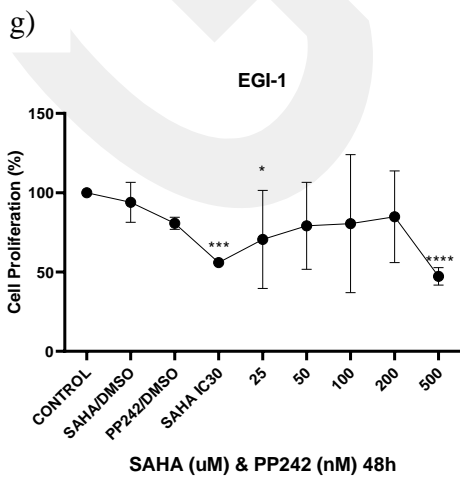 g)
EGI-1
Cell Proliferation (%)
150
100
50
0
*
***
****
CONTROL
SAHA/DMSO
PP242/DMSO
SAHA IC30
25
50
100
200
500
SAHA (uM) & PP242 (nM) 48h